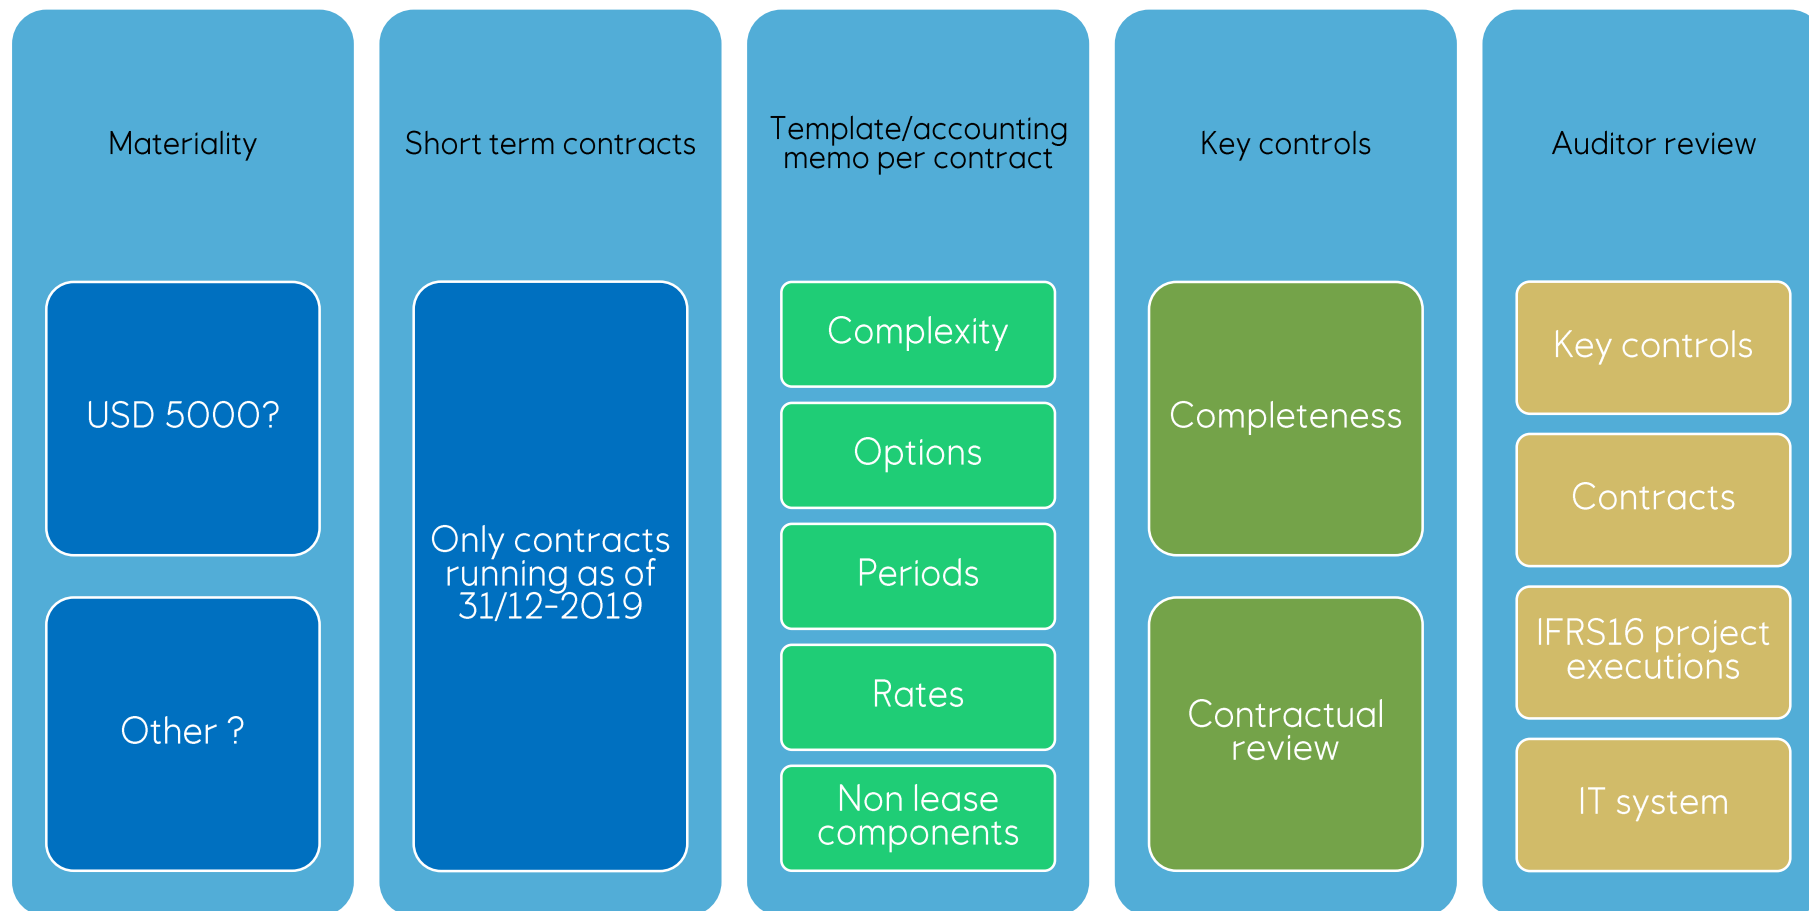 Materiality
USD 5000?
Other ?
Short term contracts
Only contracts
running as of
31/12-2019
Template/accounting
memo per contract
Complexity
Options
Periods
Rates
Non lease
components
Key controls
Completeness
Contractual
review
Auditor review
Key controls
Contracts
IFRS16 project
executions
IT system